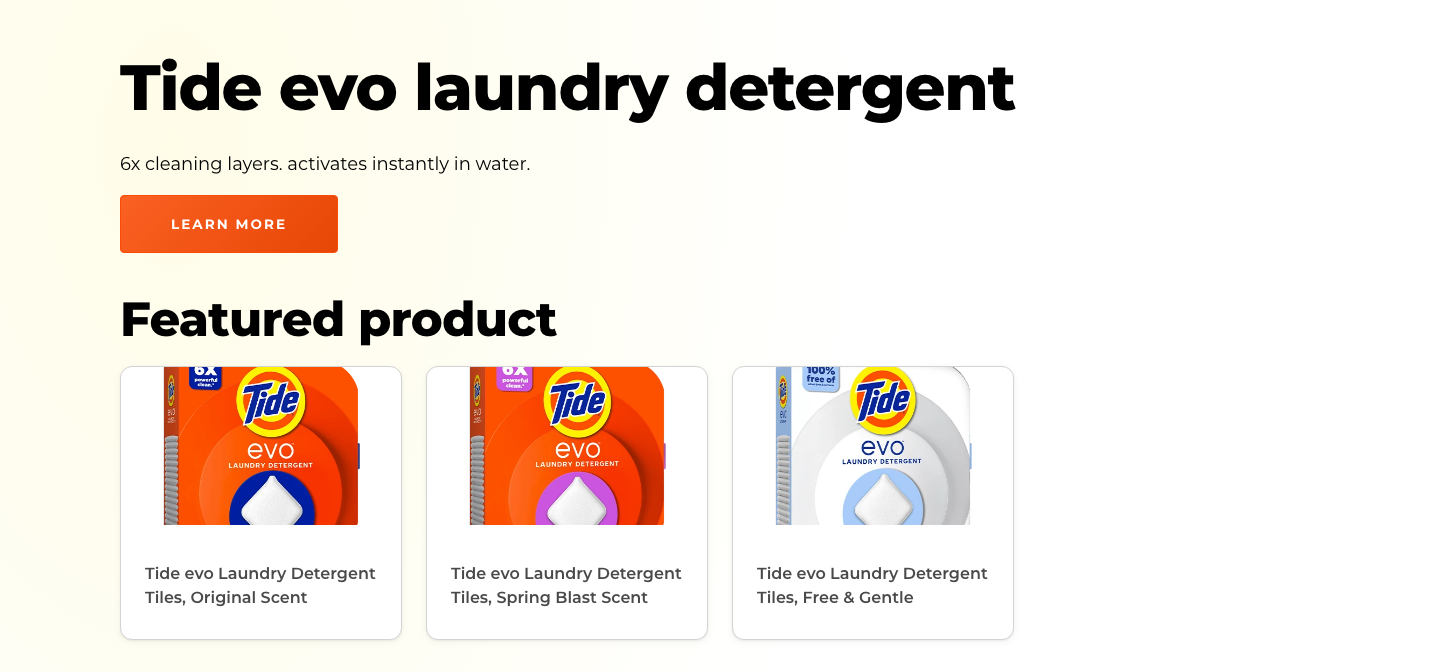 Tide evo laundry detergent
6x cleaning layers. activates instantly in water.
LEARN MORE
Featured product
6X
powerful
clean.*
Tide
evo
LAUNDRY DETERGENT
Tide evo Laundry Detergent
Tiles, Original Scent
6X
powerful
clean.*
Tide
evo
LAUNDRY DETERGENT
Tide evo Laundry Detergent
Tiles, Spring Blast Scent
100%
free of
Tide
evo
LAUNDRY DETERGENT
Tide evo Laundry Detergent
Tiles, Free & Gentle